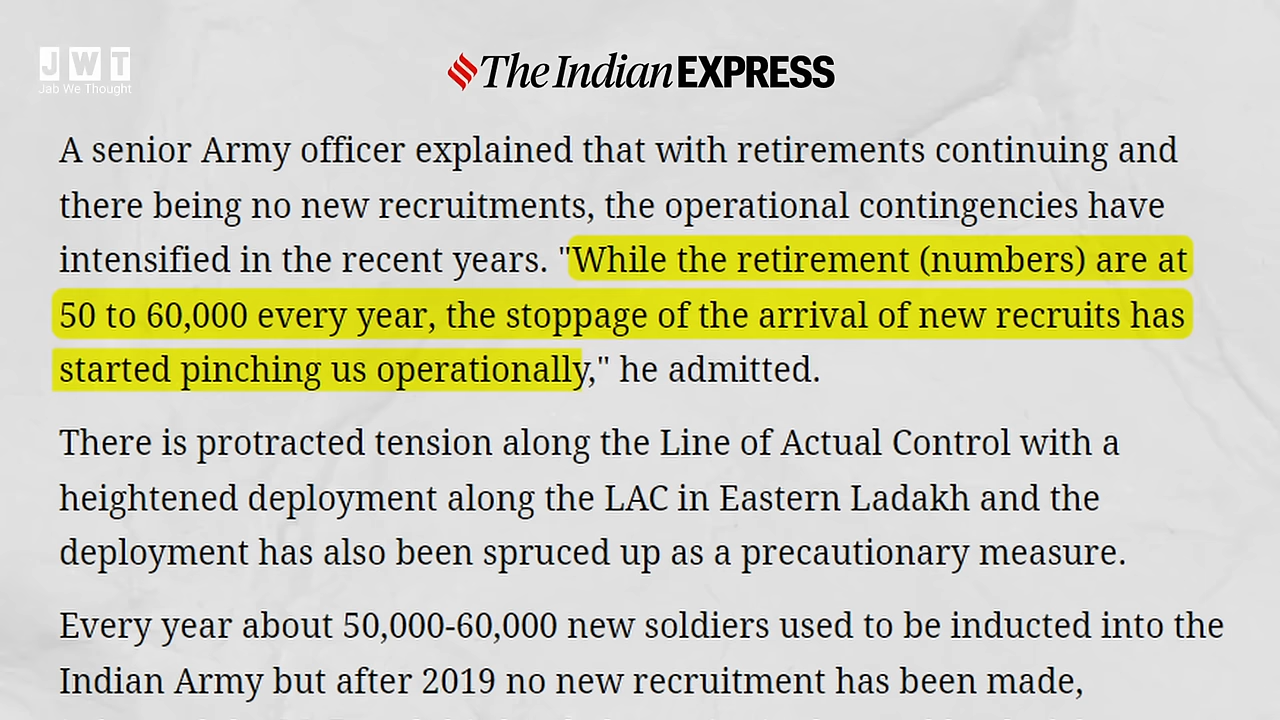 JWT
Jab We Thought
The Indian EXPRESS
A senior Army officer explained that with retirements continuing and
there being no new recruitments, the operational contingencies have
intensified in the recent years. "While the retirement (numbers) are at
50 to 60,000 every year, the stoppage of the arrival of new recruits has
started pinching us operationally," he admitted.
There is protracted tension along the Line of Actual Control with a
heightened deployment along the LAC in Eastern Ladakh and the
deployment has also been spruced up as a precautionary measure.
Every year about 50,000-60,000 new soldiers used to be inducted into the
Indian Army but after 2019 no new recruitment has been made,